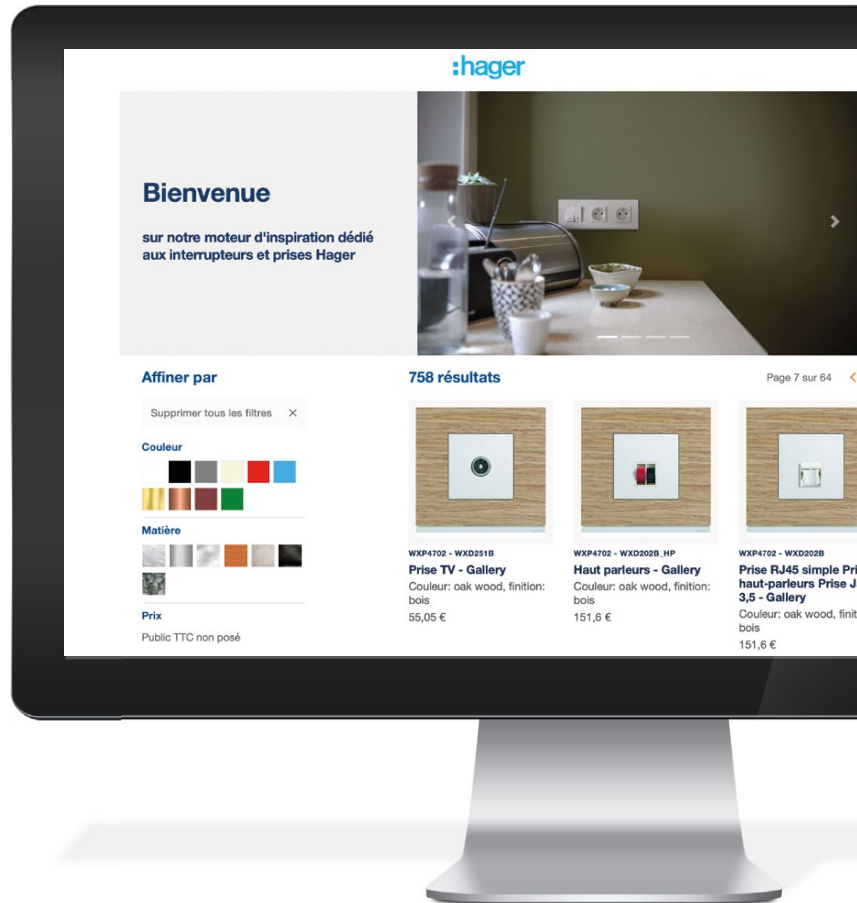 :hager
Bienvenue
sur notre moteur d'inspiration dédié
aux interrupteurs et prises Hager
Affiner par
Supprimer tous les filtres ×
Couleur
Matière
Prix
Public TTC non posé
758 résultats
Page 7 sur 64 <
WXP4702 - WXD251B
Prise TV - Gallery
Couleur: oak wood, finition:
bois
55,05 €
WXP4702 - WXD202B_HP
Haut parleurs - Gallery
Couleur: oak wood, finition:
bois
151,6 €
WXP4702 - WXD202B
Prise RJ45 simple Pri
haut-parleurs Prise J
3,5 - Gallery
Couleur: oak wood, finit
bois
151,6 €